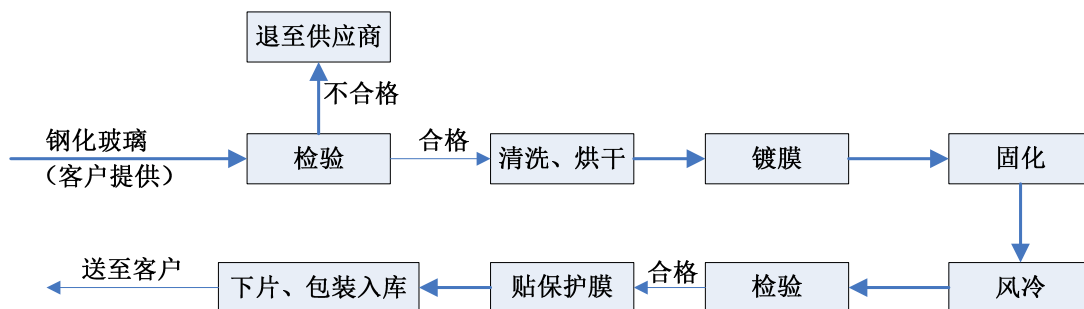 退至供应商
不合格
钢化玻璃
(客户提供)
检验
合格
清洗、烘干
镀膜
固化
送至客户
下片、包装入库
贴保护膜
合格
检验
风冷